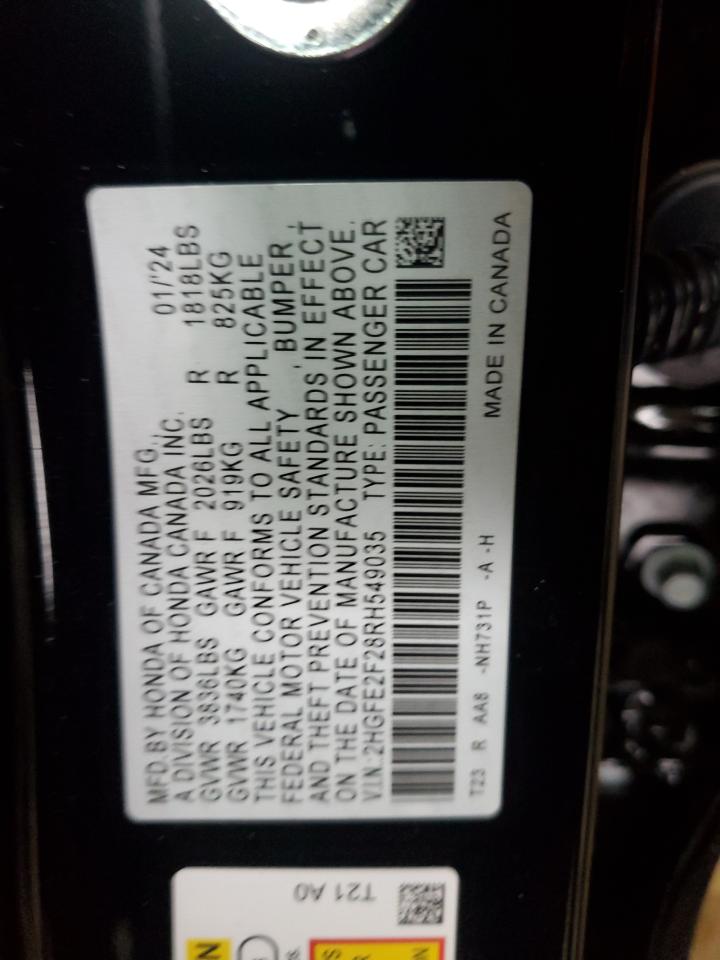 MFD.BY HONDA OF CANADA MFG., 01/'24
A DIVISION OF HONDA CANADA INC.
GVWR 3836LBS GAWR F 2026LBS R 1818LBS
GVWR 1740KG GAWR F 919KG R 825KG
THIS VEHICLE CONFORMS TO ALL APPLICABLE
FEDERAL MOTOR VEHICLE SAFETY , BUMPER ,
AND THEFT PREVENTION STANDARDS IN EFFECT
ON THE DATE OF MANUFACTURE SHOWN ABOVE.
V.I.N.:2HGFE2F28RH549035 TYPE: PASSENGER CAR
T23 R AA8 -NH731P -A -H
MADE IN CANADA
T21 A0